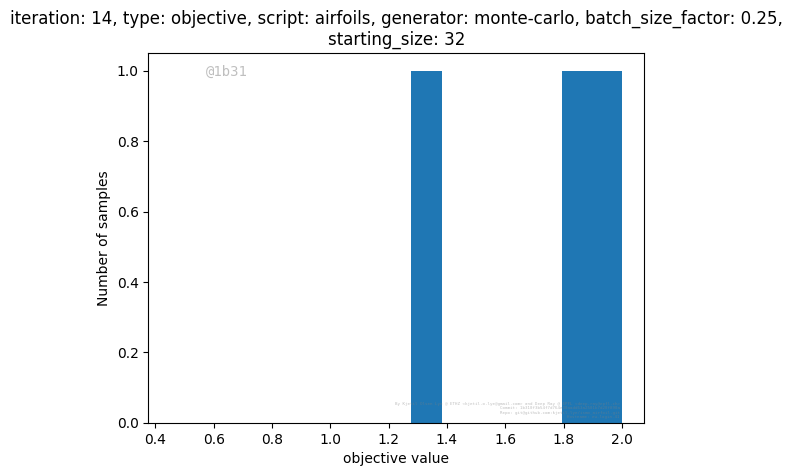 iteration: 14, type: objective, script: airfoils, generator: monte-carlo, batch_size_factor: 0.25,
starting_size: 32
@1b31
1.0
0.8
0.6
0.4
0.2
0.0
Number of samples
0.4 0.6 0.8 1.0 1.2 1.4 1.6 1.8 2.0
objective value